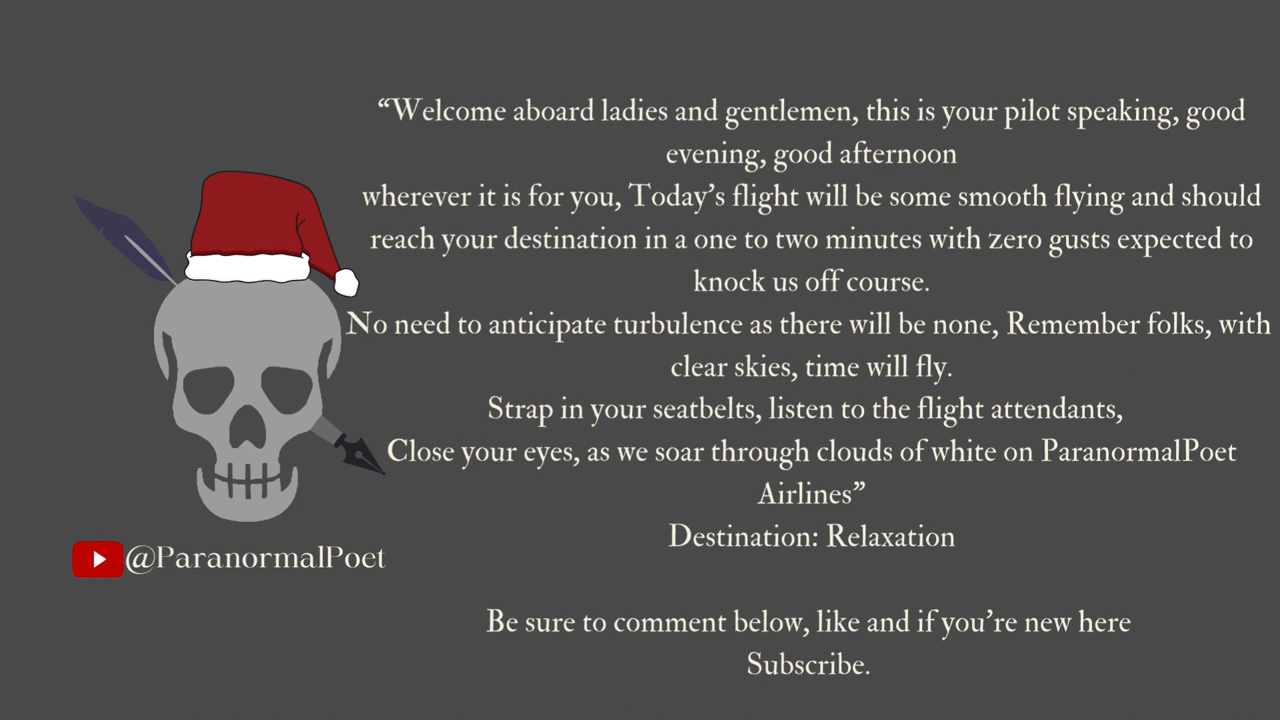 “Welcome aboard ladies and gentlemen, this is your pilot speaking, good
evening, good afternoon
wherever it is for you, Today’s flight will be some smooth flying and should
reach your destination in a one to two minutes with zero gusts expected to
knock us off course.
No need to anticipate turbulence as there will be none, Remember folks, with
clear skies, time will fly.
Strap in your seatbelts, listen to the flight attendants,
Close your eyes, as we soar through clouds of white on ParanormalPoet
Airlines”
Destination: Relaxation
@ParanormalPoet
Be sure to comment below, like and if you’re new here
Subscribe.